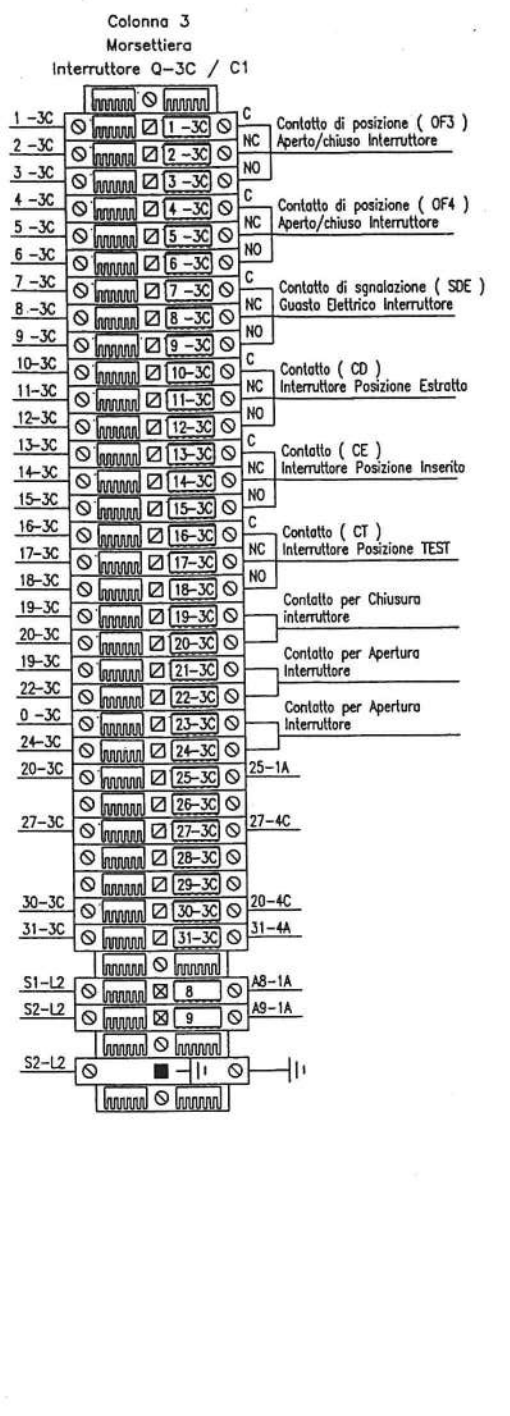 Colonna 3
Morsettiera
Interruttore Q-3C / C1
1 -3C 1 -3C C Contatto di posizione ( OF3 )
2 -3C 2 -3C NC Aperto/chiuso Interruttore
3 -3C 3 -3C NO
4 -3C 4 -3C C Contatto di posizione ( OF4 )
5 -3C 5 -3C NC Aperto/chiuso Interruttore
6 -3C 6 -3C NO
7 -3C 7 -3C C Contatto di sgnalazione ( SDE )
8 -3C 8 -3C NC Guasto Elettrico Interruttore
9 -3C 9 -3C NO
10-3C 10-3C C Contatto ( CD )
11-3C 11-3C NC Interruttore Posizione Estratto
12-3C 12-3C NO
13-3C 13-3C C Contatto ( CE )
14-3C 14-3C NC Interruttore Posizione Inserito
15-3C 15-3C NO
16-3C 16-3C C Contatto ( CT )
17-3C 17-3C NC Interruttore Posizione TEST
18-3C 18-3C NO
19-3C 19-3C Contatto per Chiusura
20-3C 20-3C interruttore
19-3C 21-3C Contatto per Apertura
22-3C 22-3C Interruttore
0 -3C 23-3C Contatto per Apertura
24-3C 24-3C Interruttore
20-3C 25-3C 25-1A
26-3C
27-3C 27-3C 27-4C
28-3C
29-3C
30-3C 30-3C 20-4C
31-3C 31-3C 31-4A
S1-L2 8 A8-1A
S2-L2 9 A9-1A
S2-L2